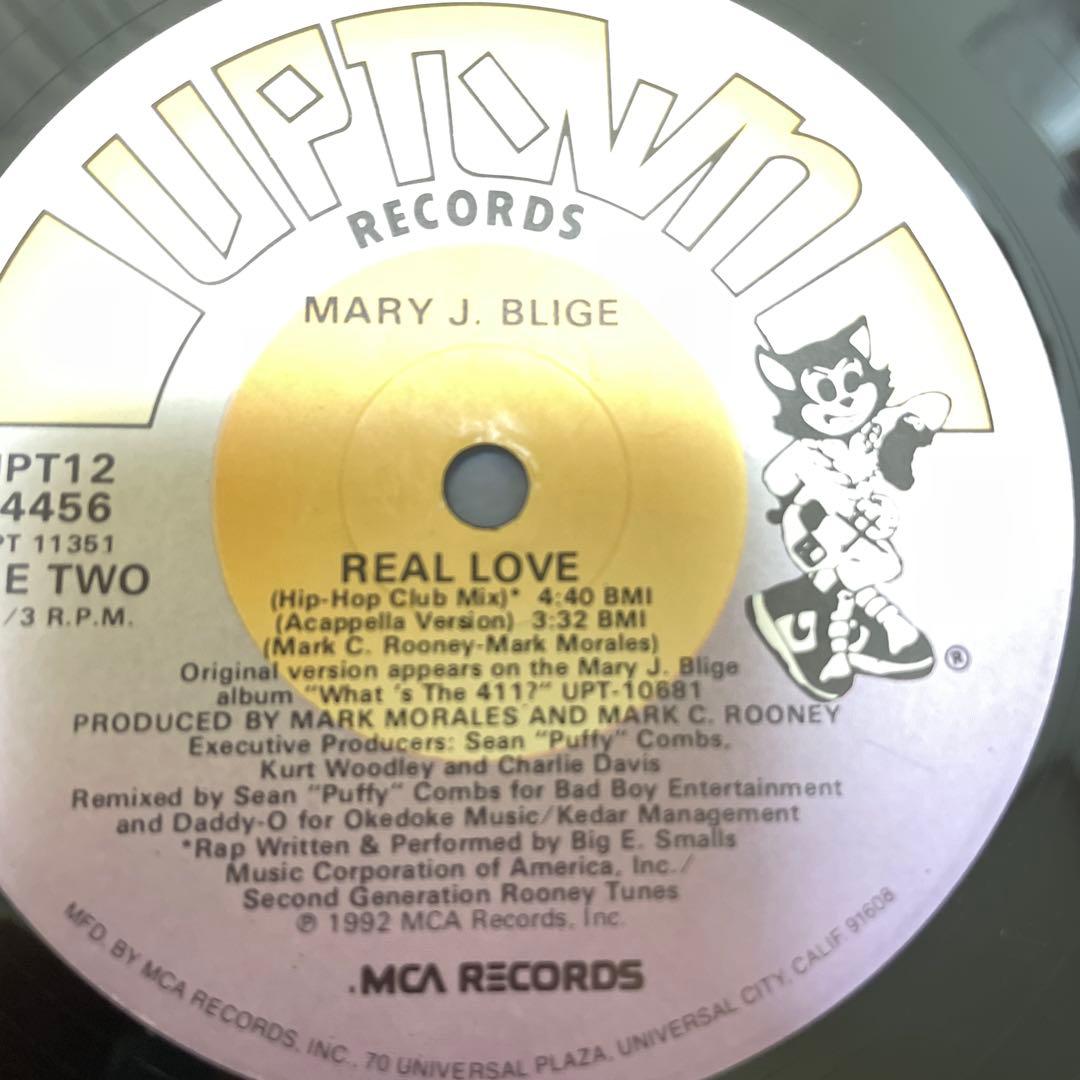 UPTOWN
RECORDS
MARY J. BLIGE
UPT12
4456
PT 11351
E TWO
/3 R.P.M.
REAL LOVE
(Hip-Hop Club Mix)* 4:40 BMI
(Acappella Version) 3:32 BMI
(Mark C. Rooney-Mark Morales)
Original version appears on the Mary J. Blige
album "What 's The 411?" UPT-10681
PRODUCED BY MARK MORALES AND MARK C. ROONEY
Executive Producers: Sean "Puffy" Combs,
Kurt Woodley and Charlie Davis
Remixed by Sean "Puffy" Combs for Bad Boy Entertainment
and Daddy-O for Okedoke Music/Kedar Management
*Rap Written & Performed by Big E. Smalls
Music Corporation of America, Inc./
Second Generation Rooney Tunes
℗ 1992 MCA Records, Inc.
.MCA RECORDS
MFD. BY MCA RECORDS, INC., 70 UNIVERSAL PLAZA, UNIVERSAL CITY, CALIF. 91608
®